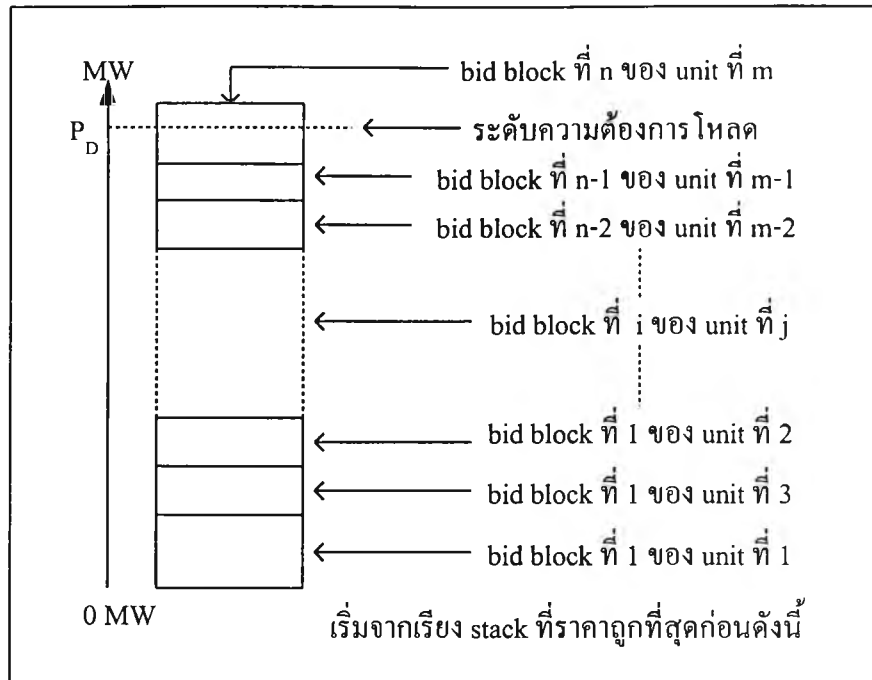 MW
bid block ที่ n ของ unit ที่ m
P_D
ระดับความต้องการโหลด
bid block ที่ n-1 ของ unit ที่ m-1
bid block ที่ n-2 ของ unit ที่ m-2
bid block ที่ i ของ unit ที่ j
bid block ที่ 1 ของ unit ที่ 2
bid block ที่ 1 ของ unit ที่ 3
bid block ที่ 1 ของ unit ที่ 1
0 MW
เริ่มจากเรียง stack ที่ราคาถูกที่สุดก่อนดังนี้